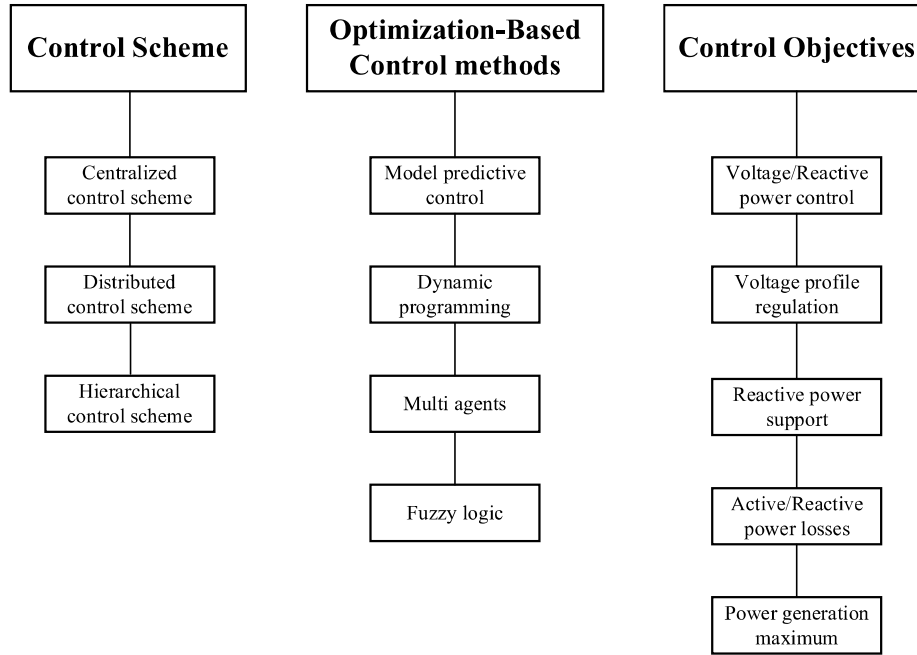 Control Scheme
Centralized
control scheme
Distributed
control scheme
Hierarchical
control scheme
Optimization-Based
Control methods
Model predictive
control
Dynamic
programming
Multi agents
Fuzzy logic
Control Objectives
Voltage/Reactive
power control
Voltage profile
regulation
Reactive power
support
Active/Reactive
power losses
Power generation
maximum